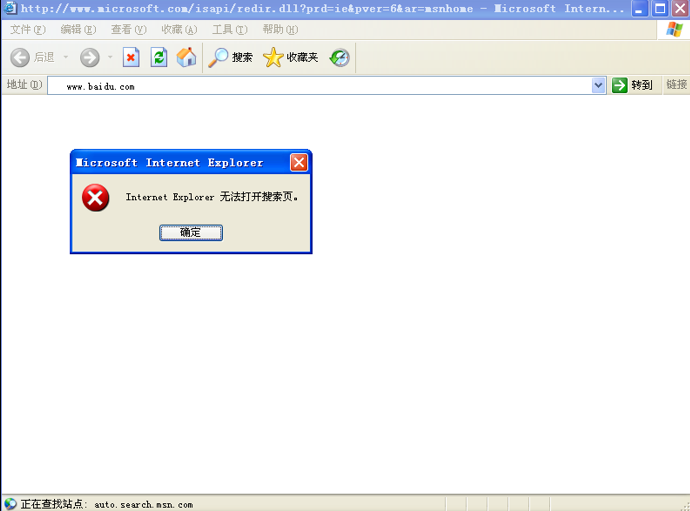 http://www.microsoft.com/isapi/redir.dll?prd=ie&pver=6&ar=msnhome - Microsoft Intern...
文件(F) 编辑(E) 查看(V) 收藏(A) 工具(T) 帮助(H)
后退 搜索 收藏夹
地址(D) www.baidu.com 转到 链接
Microsoft Internet Explorer
Internet Explorer 无法打开搜索页。
确定
正在查找站点: auto.search.msn.com